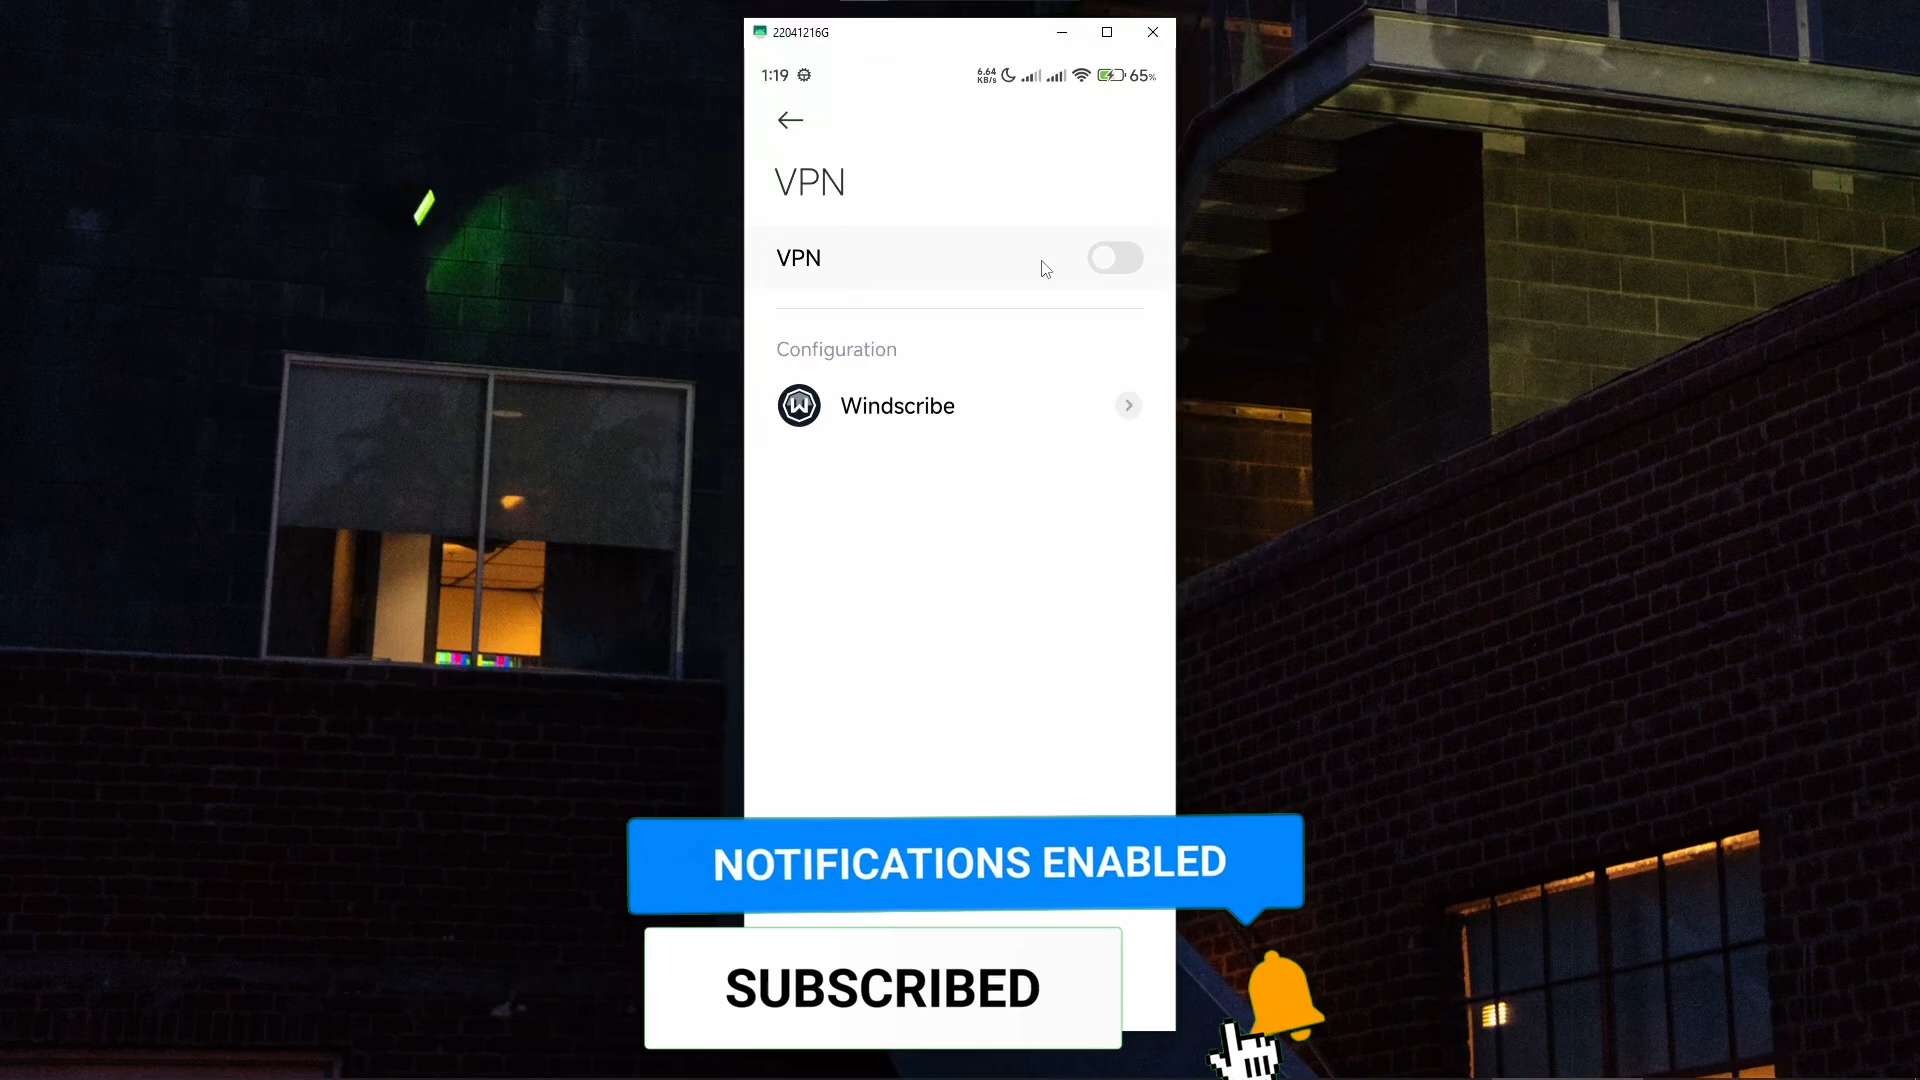 22041216G
1:19
6.64
KB/s
65%
VPN
VPN
Configuration
Windscribe
NOTIFICATIONS ENABLED
SUBSCRIBED